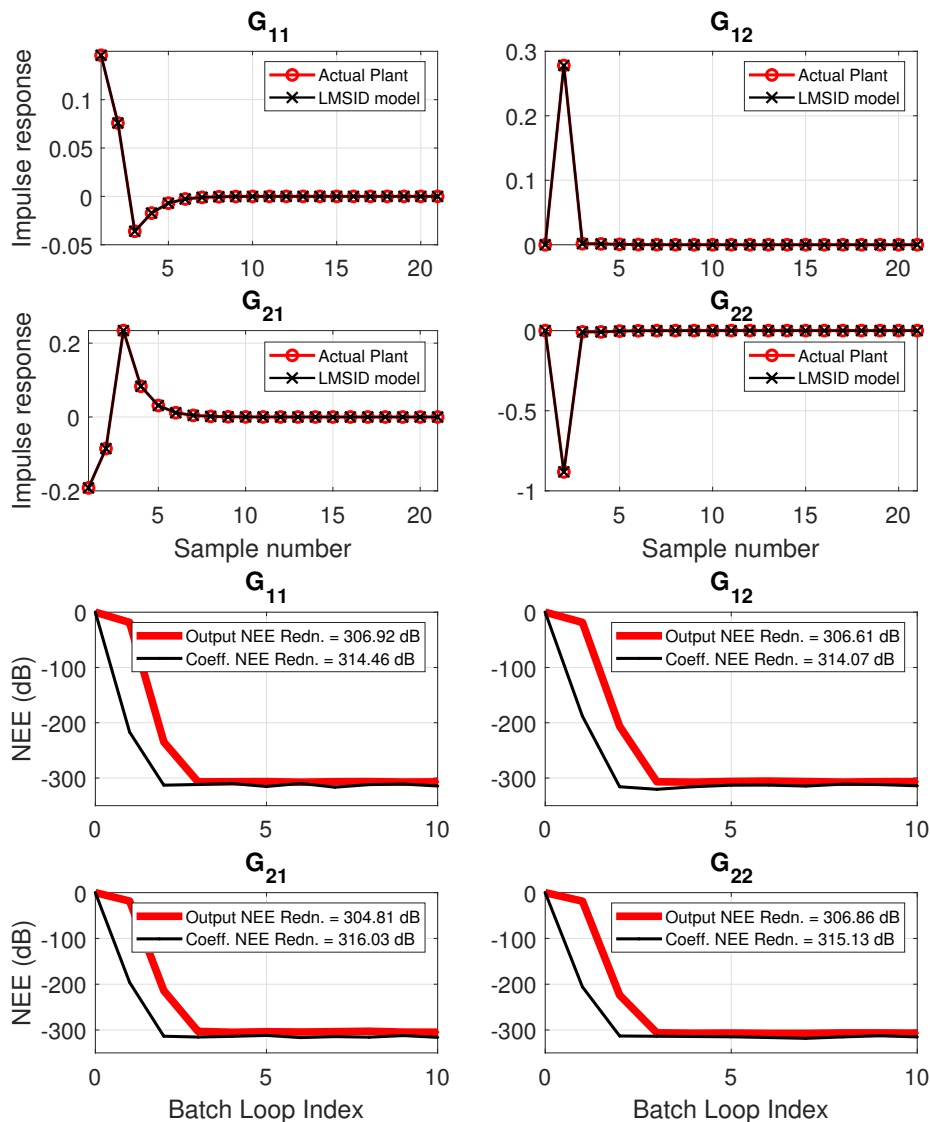 G11
Impulse response
0.1
0.05
0
-0.05
5
10
15
20
Actual Plant
LMSID model
G12
0.3
0.2
0.1
0
5
10
15
20
Actual Plant
LMSID model
G21
Impulse response
0.2
0
-0.2
5
10
15
20
Sample number
Actual Plant
LMSID model
G22
0
-0.5
-1
5
10
15
20
Sample number
Actual Plant
LMSID model
G11
NEE (dB)
0
-100
-200
-300
0
5
10
Output NEE Redn. = 306.92 dB
Coeff. NEE Redn. = 314.46 dB
G12
0
-100
-200
-300
0
5
10
Output NEE Redn. = 306.61 dB
Coeff. NEE Redn. = 314.07 dB
G21
NEE (dB)
0
-100
-200
-300
0
5
10
Batch Loop Index
Output NEE Redn. = 304.81 dB
Coeff. NEE Redn. = 316.03 dB
G22
0
-100
-200
-300
0
5
10
Batch Loop Index
Output NEE Redn. = 306.86 dB
Coeff. NEE Redn. = 315.13 dB